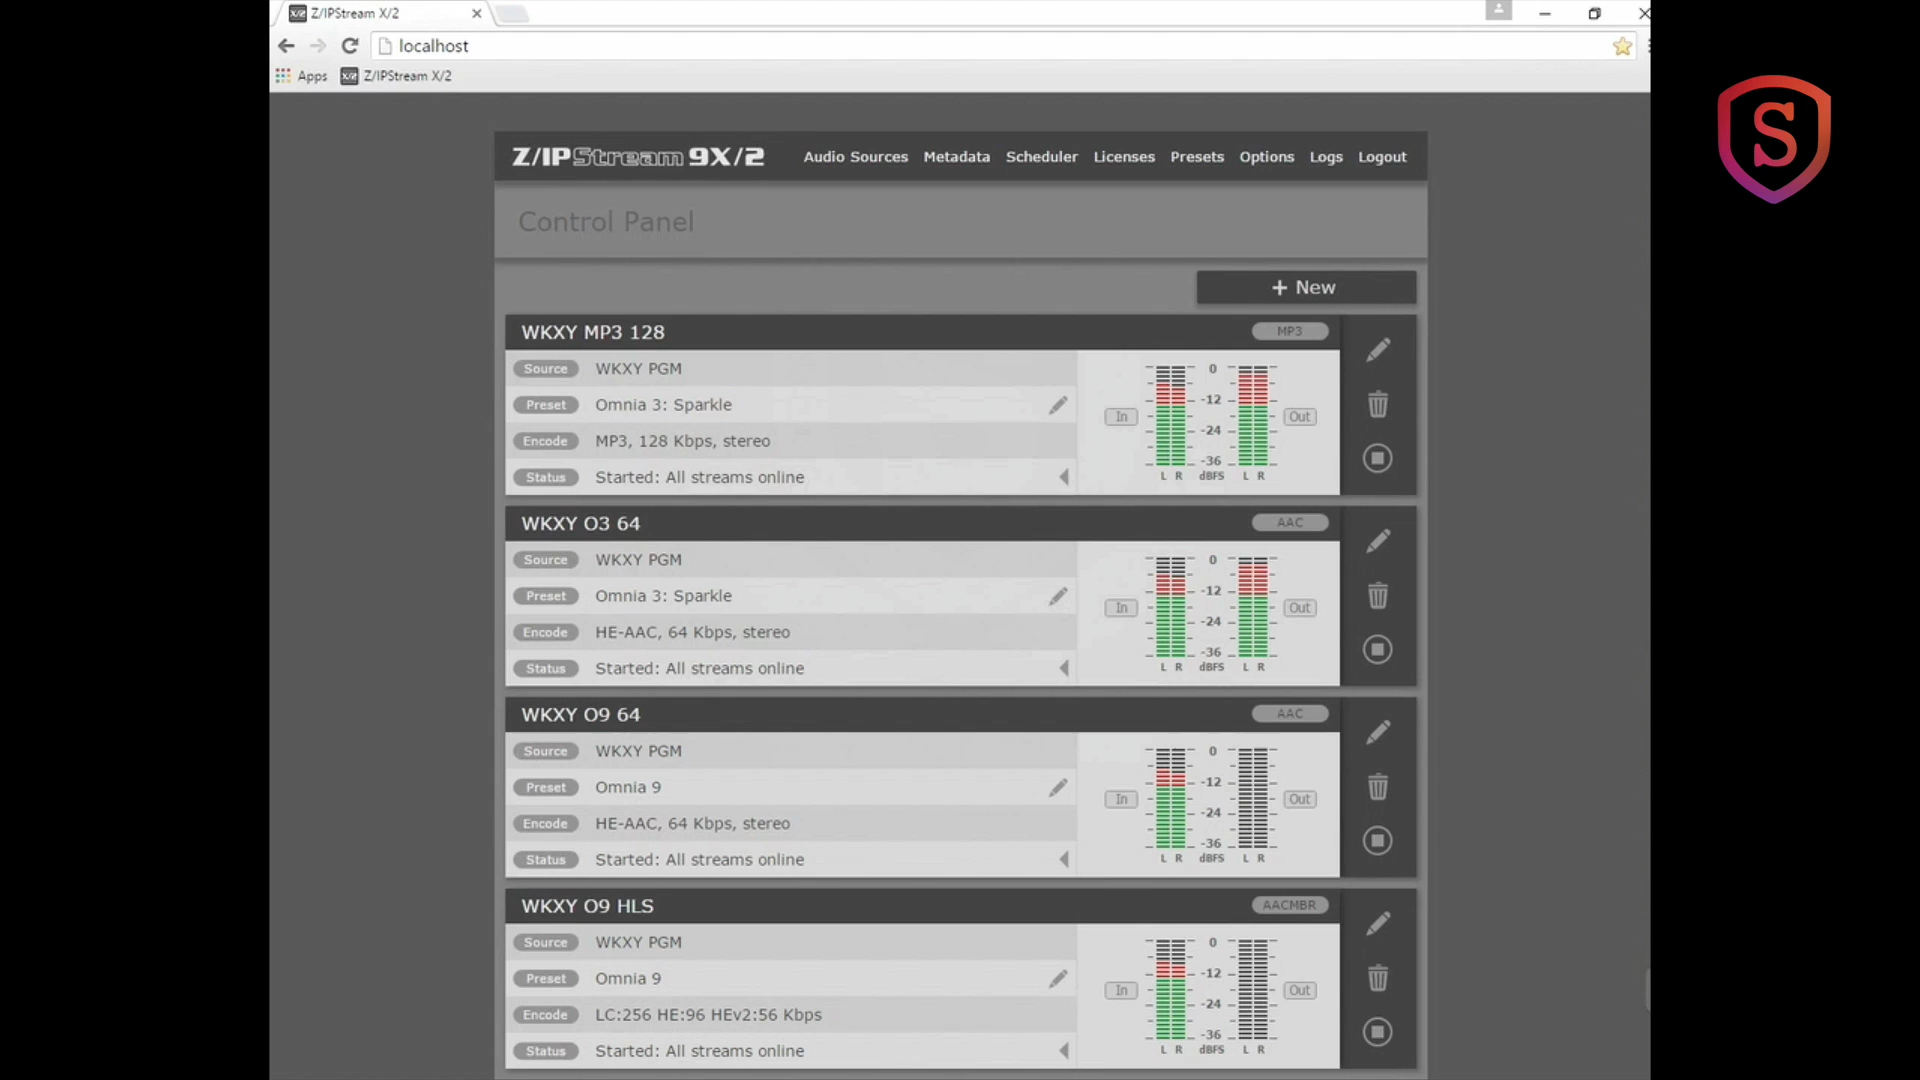 Z/IPStream X/2
localhost
Apps Z/IPStream X/2
S
Z/IPStream 9X/2 Audio Sources Metadata Scheduler Licenses Presets Options Logs Logout
Control Panel
+ New
WKXY MP3 128 MP3
Source WKXY PGM
Preset Omnia 3: Sparkle
Encode MP3, 128 Kbps, stereo
Status Started: All streams online
In 0 -12 -24 -36 Out
L R dBFS L R
WKXY O3 64 AAC
Source WKXY PGM
Preset Omnia 3: Sparkle
Encode HE-AAC, 64 Kbps, stereo
Status Started: All streams online
In 0 -12 -24 -36 Out
L R dBFS L R
WKXY O9 64 AAC
Source WKXY PGM
Preset Omnia 9
Encode HE-AAC, 64 Kbps, stereo
Status Started: All streams online
In 0 -12 -24 -36 Out
L R dBFS L R
WKXY O9 HLS AACMBR
Source WKXY PGM
Preset Omnia 9
Encode LC:256 HE:96 HEv2:56 Kbps
Status Started: All streams online
In 0 -12 -24 -36 Out
L R dBFS L R